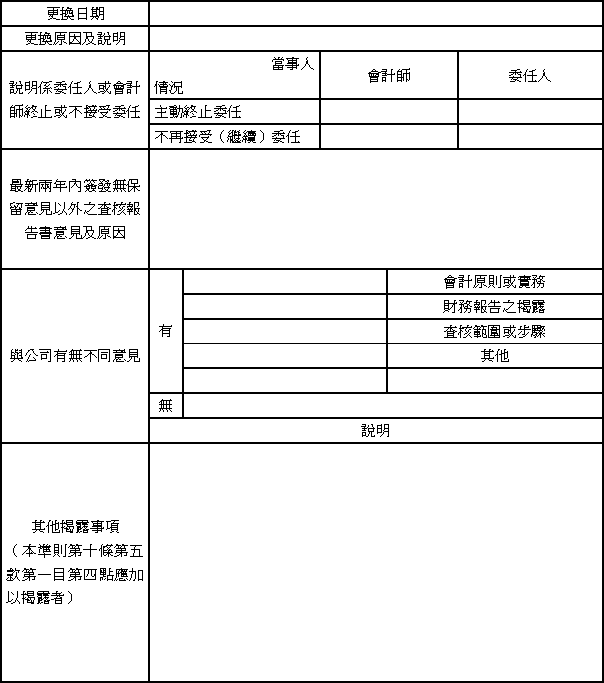 更換日期
更換原因及說明
說明係委任人或會計
師終止或不接受委任
當事人
情況
會計師
委任人
主動終止委任
不再接受（繼續）委任
最新兩年內簽發無保
留意見以外之查核報
告書意見及原因
與公司有無不同意見
有
會計原則或實務
財務報告之揭露
查核範圍或步驟
其他
無
說明
其他揭露事項
（本準則第十條第五
款第一目第四點應加
以揭露者）